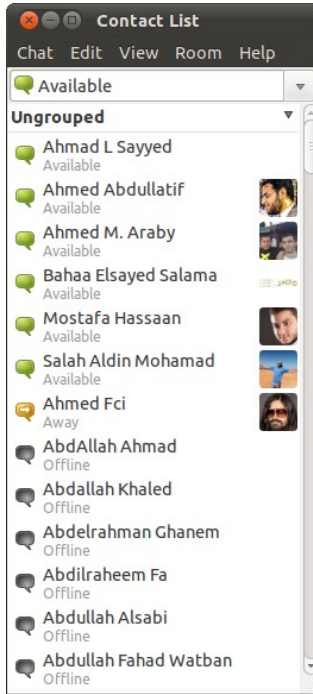 Contact List
Chat Edit View Room Help
Available
Ungrouped
Ahmad L Sayyed
Available
Ahmed Abdullatif
Available
Ahmed M. Araby
Available
Bahaa Elsayed Salama
Available
Mostafa Hassaan
Available
Salah Aldin Mohamad
Available
Ahmed Fci
Away
AbdAllah Ahmad
Offline
Abdallah Khaled
Offline
Abdelrahman Ghanem
Offline
Abdilraheem Fa
Offline
Abdullah Alsabi
Offline
Abdullah Fahad Watban
Offline